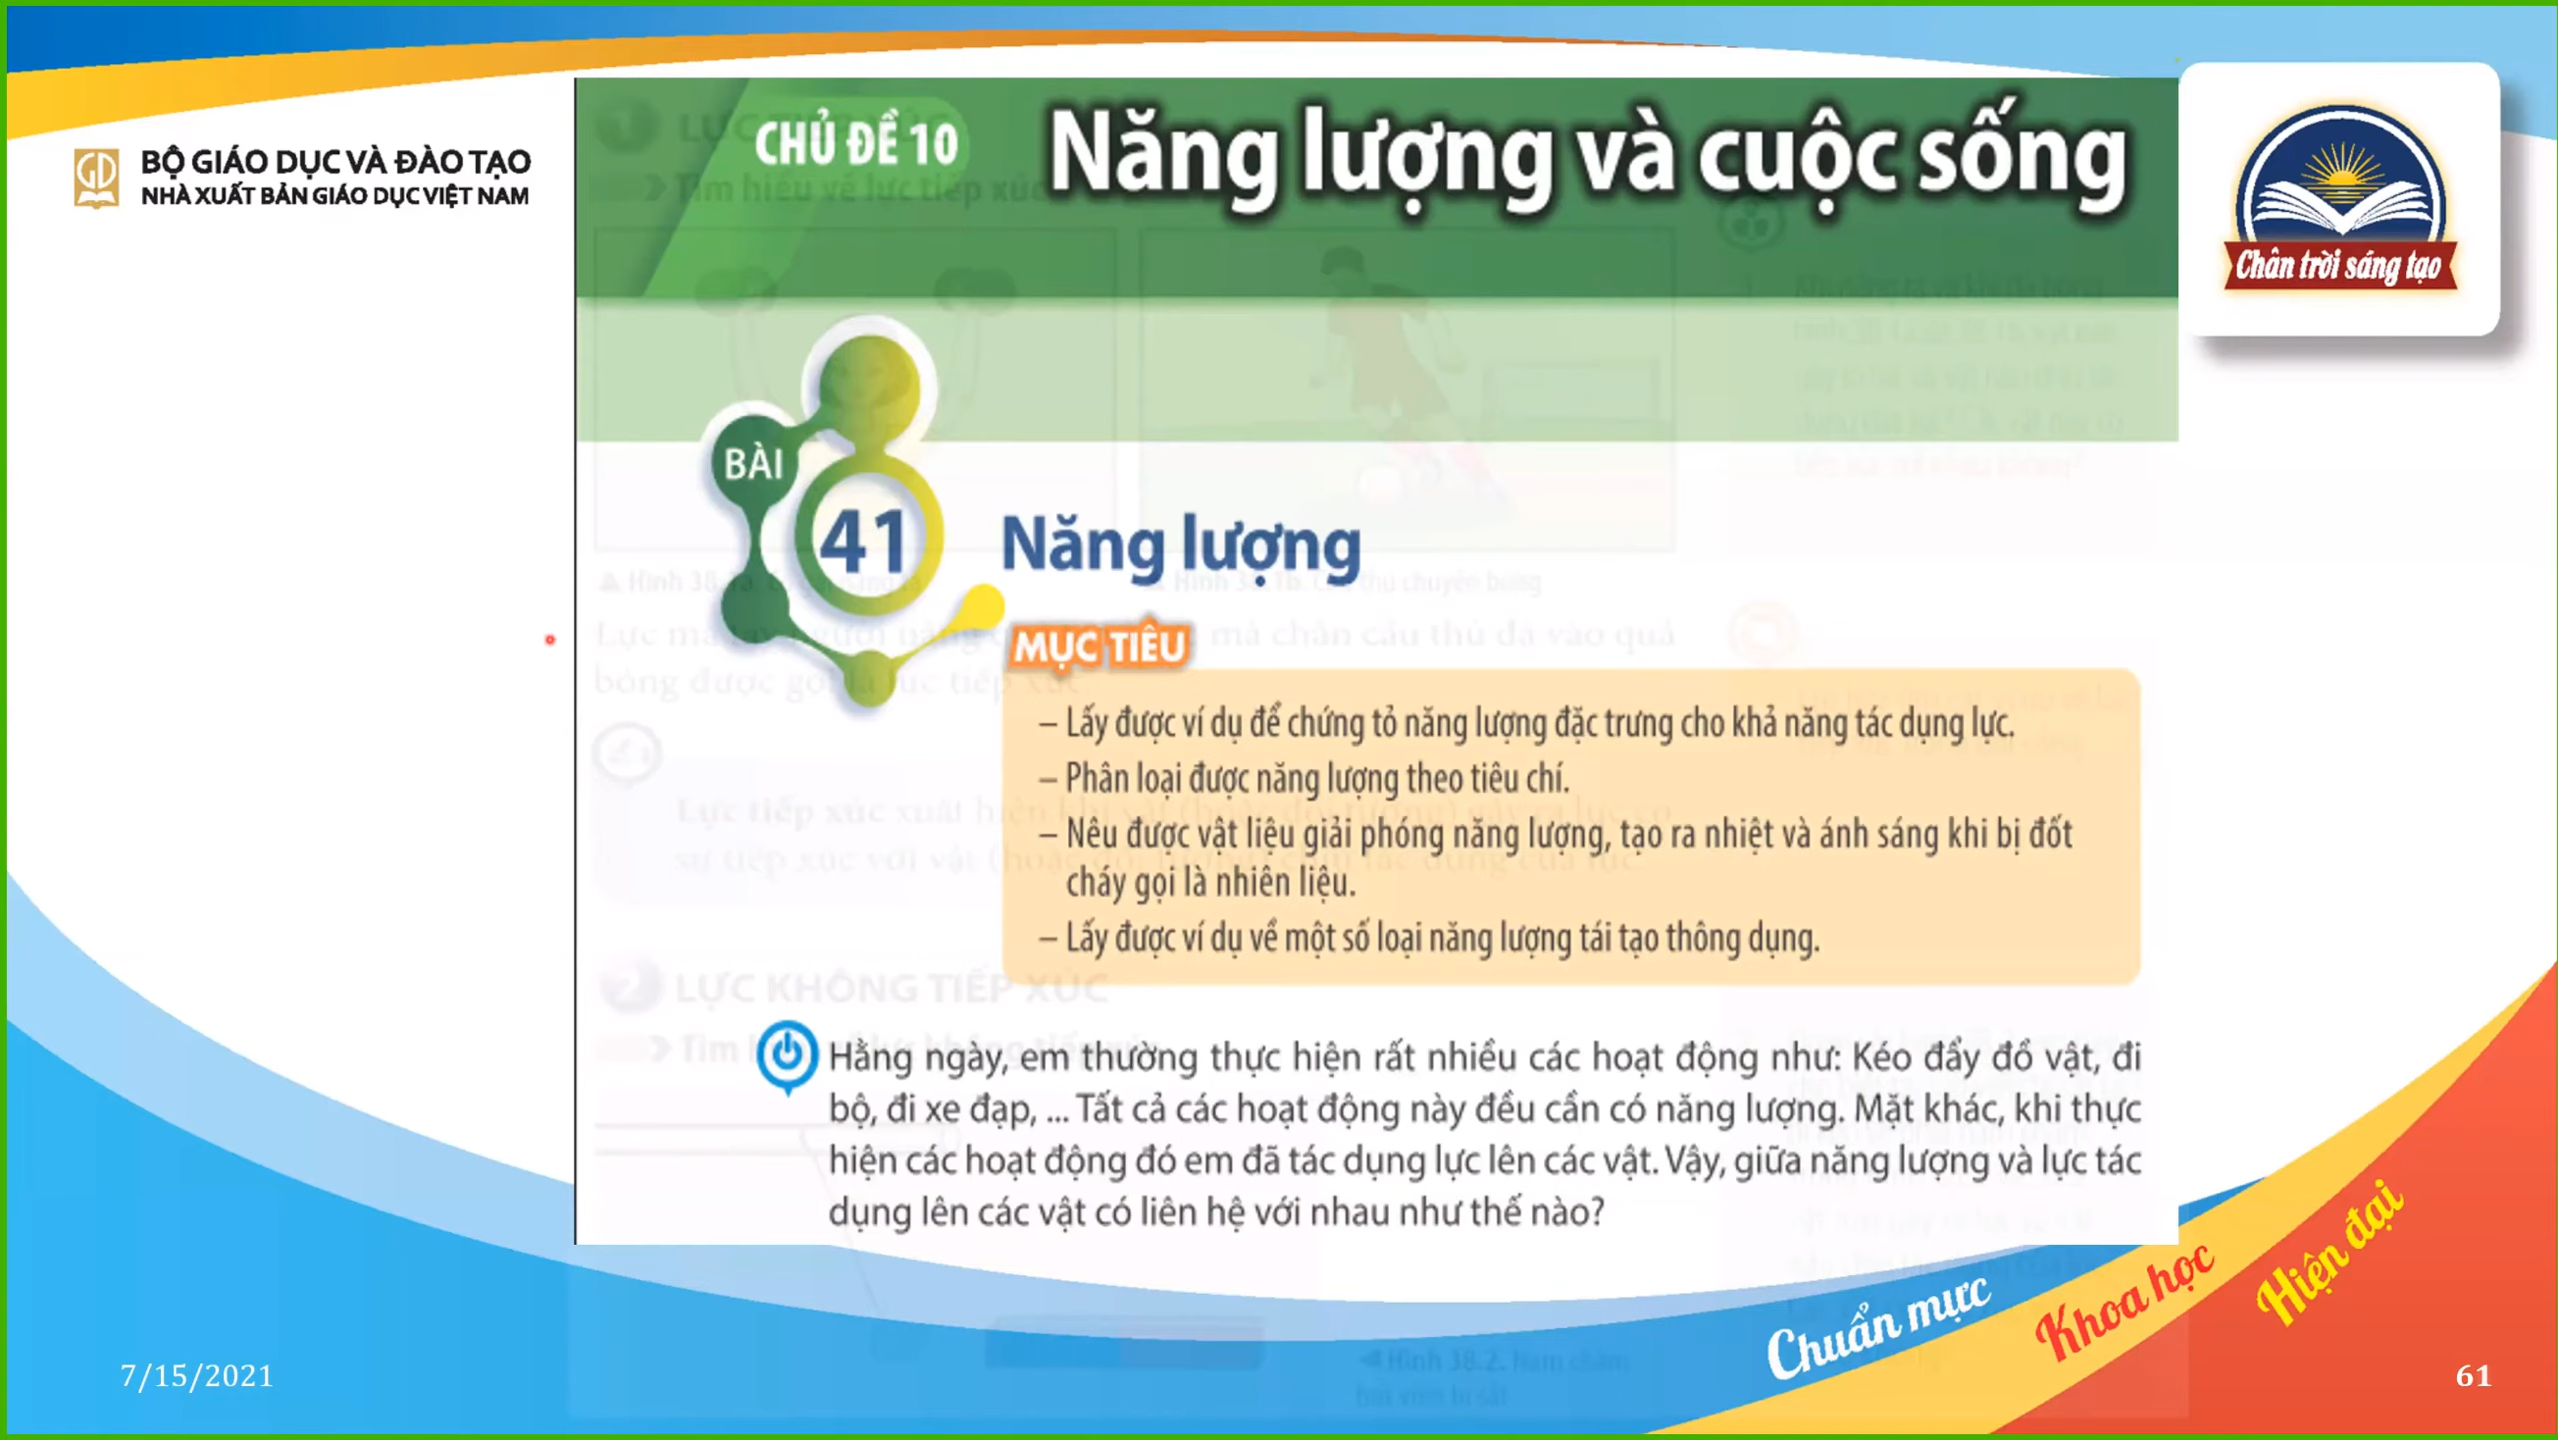 BỘ GIÁO DỤC VÀ ĐÀO TẠO
NHÀ XUẤT BẢN GIÁO DỤC VIỆT NAM
CHỦ ĐỀ 10
Năng lượng và cuộc sống
Chân trời sáng tạo
BÀI
41
Năng lượng
MỤC TIÊU
– Lấy được ví dụ để chứng tỏ năng lượng đặc trưng cho khả năng tác dụng lực.
– Phân loại được năng lượng theo tiêu chí.
– Nêu được vật liệu giải phóng năng lượng, tạo ra nhiệt và ánh sáng khi bị đốt
cháy gọi là nhiên liệu.
– Lấy được ví dụ về một số loại năng lượng tái tạo thông dụng.
Hằng ngày, em thường thực hiện rất nhiều các hoạt động như: Kéo đẩy đồ vật, đi
bộ, đi xe đạp, ... Tất cả các hoạt động này đều cần có năng lượng. Mặt khác, khi thực
hiện các hoạt động đó em đã tác dụng lực lên các vật. Vậy, giữa năng lượng và lực tác
dụng lên các vật có liên hệ với nhau như thế nào?
LỰC KHÔNG TIẾP XÚC
Chuẩn mực
Khoa học
Hiện đại
7/15/2021
61